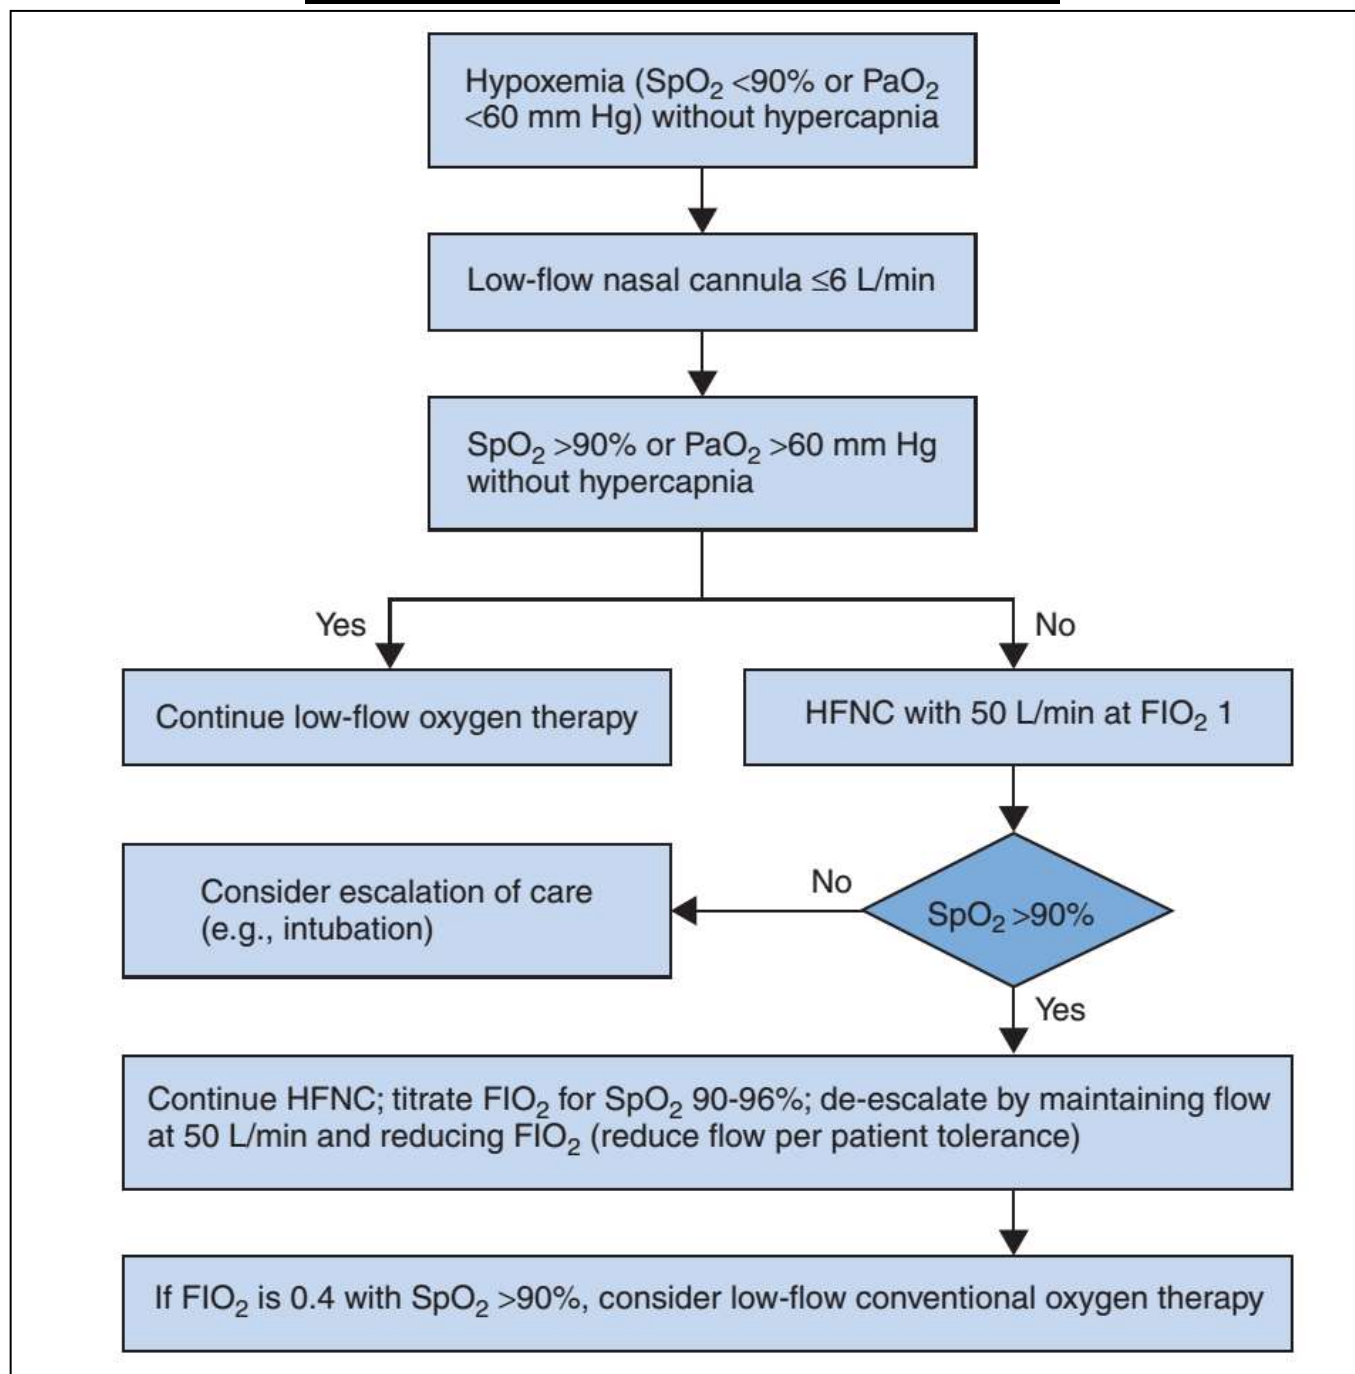 Hypoxemia (SpO₂ <90% or PaO₂
<60 mm Hg) without hypercapnia
Low-flow nasal cannula ≤6 L/min
SpO₂ >90% or PaO₂ >60 mm Hg
without hypercapnia
Yes
No
Continue low-flow oxygen therapy
HFNC with 50 L/min at FIO₂ 1
Consider escalation of care
(e.g., intubation)
No
SpO₂ >90%
Yes
Continue HFNC; titrate FIO₂ for SpO₂ 90-96%; de-escalate by maintaining flow
at 50 L/min and reducing FIO₂ (reduce flow per patient tolerance)
If FIO₂ is 0.4 with SpO₂ >90%, consider low-flow conventional oxygen therapy